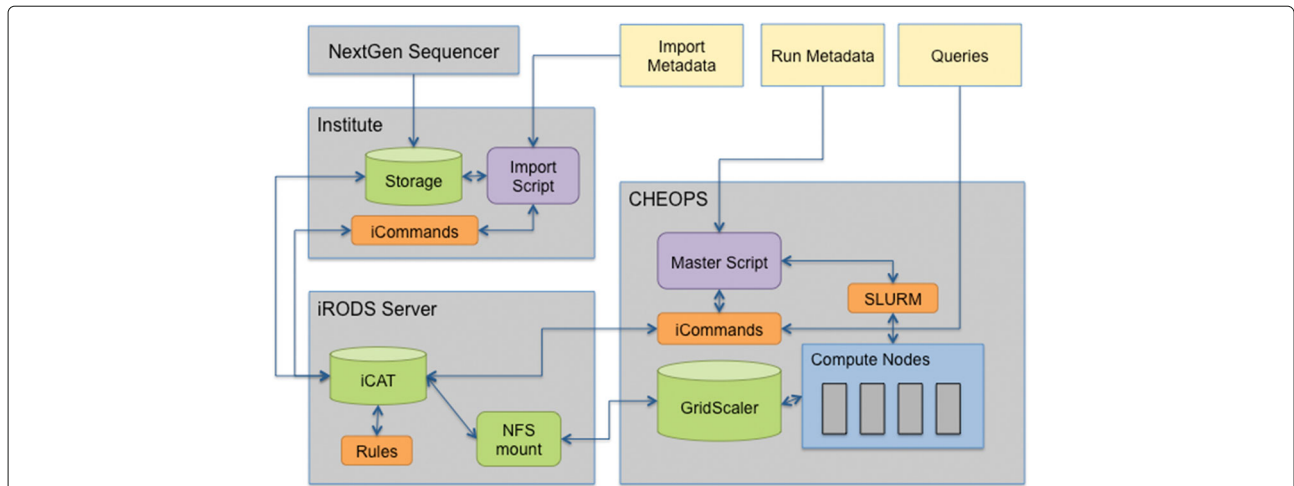 NextGen Sequencer
Import
Metadata
Run Metadata
Queries
Institute
Storage
Import
Script
iCommands
CHEOPS
Master Script
SLURM
iCommands
Compute Nodes
GridScaler
iRODS Server
iCAT
NFS
mount
Rules